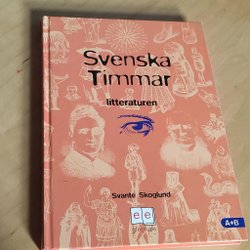 Svenska
Timmar
litteraturen
Svante Skoglund
A+B